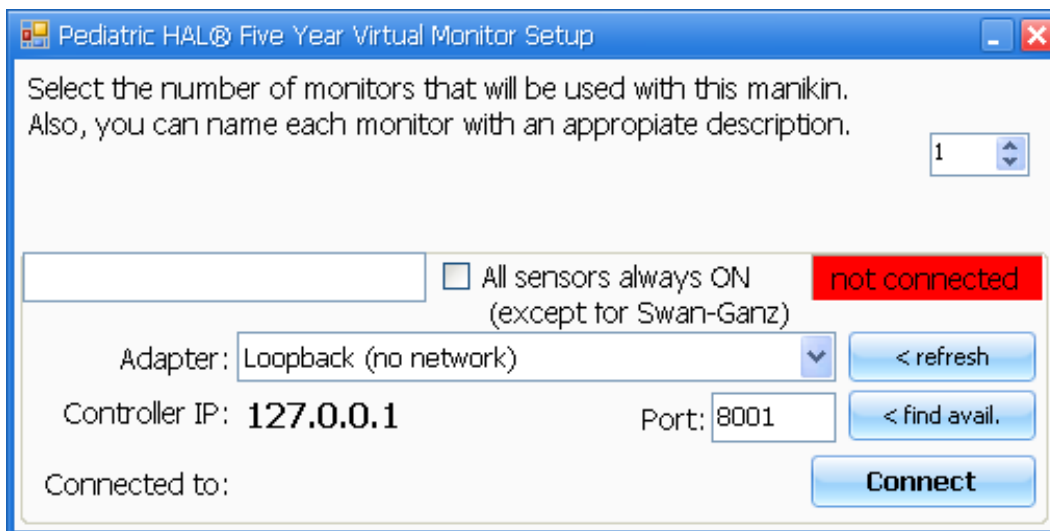 Pediatric HAL® Five Year Virtual Monitor Setup
Select the number of monitors that will be used with this manikin.
Also, you can name each monitor with an appropiate description.
1
All sensors always ON
(except for Swan-Ganz)
not connected
Adapter: Loopback (no network) < refresh
Controller IP: 127.0.0.1 Port: 8001 < find avail.
Connected to: Connect